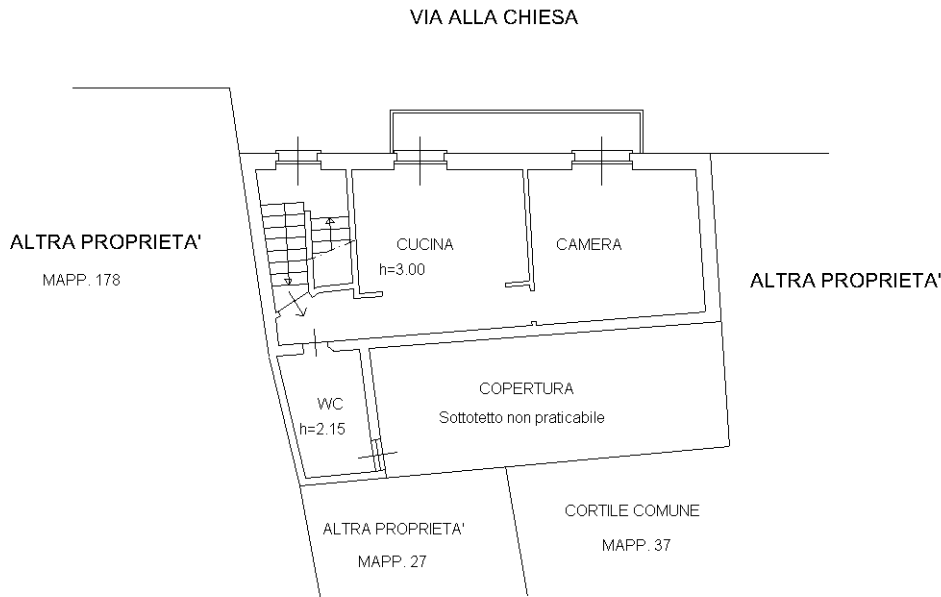 VIA ALLA CHIESA
ALTRA PROPRIETA'
MAPP. 178
CUCINA
h=3.00
CAMERA
ALTRA PROPRIETA'
WC
h=2.15
COPERTURA
Sottotetto non praticabile
ALTRA PROPRIETA'
MAPP. 27
CORTILE COMUNE
MAPP. 37